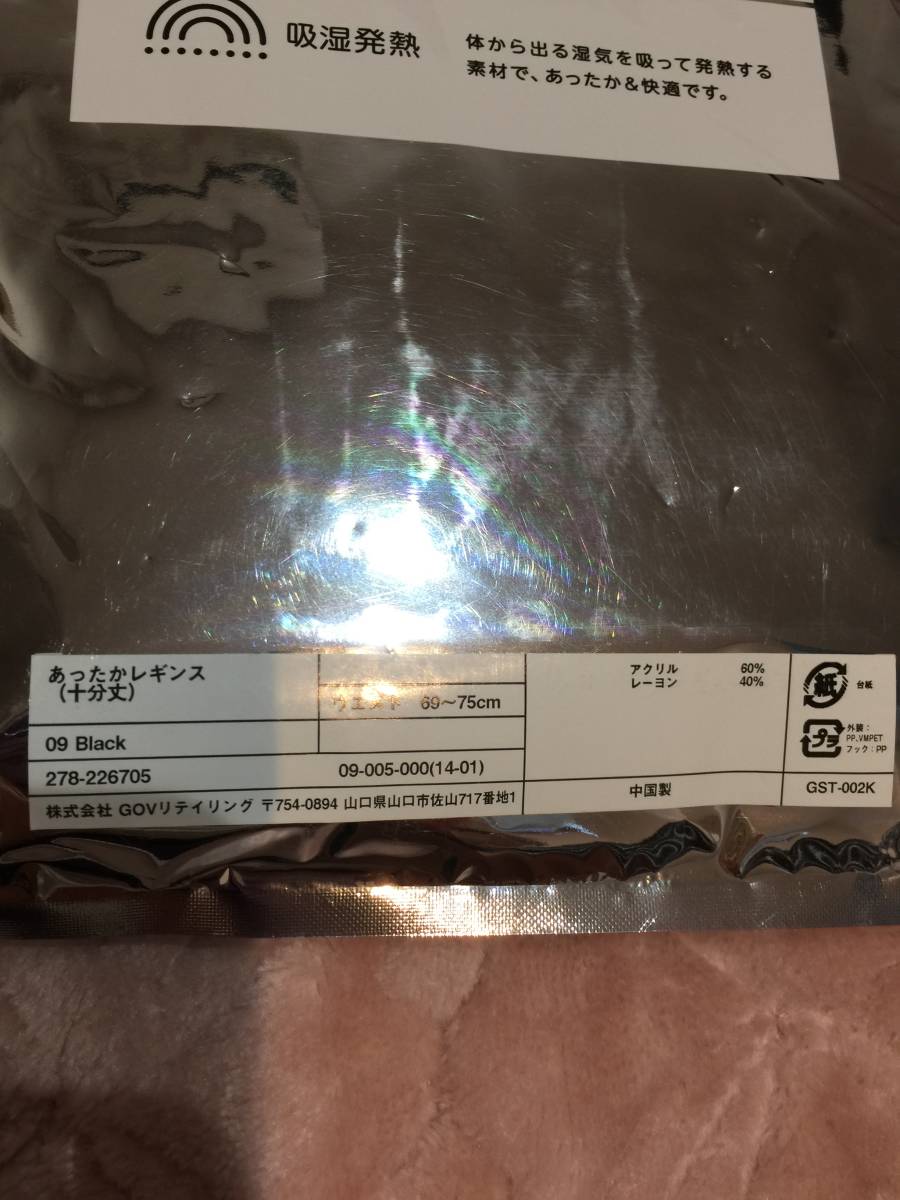 吸湿発熱
体から出る湿気を吸って発熱する
素材で、あったか&快適です。
あったかレギンス
(十分丈)
ウエスト 69〜75cm
09 Black
278-226705
09-005-000(14-01)
株式会社 GOVリテイリング 〒754-0894 山口県山口市佐山717番地1
アクリル 60%
レーヨン 40%
中国製
紙 台紙
プラ 外装:
PP,VMPET
フック:PP
GST-002K